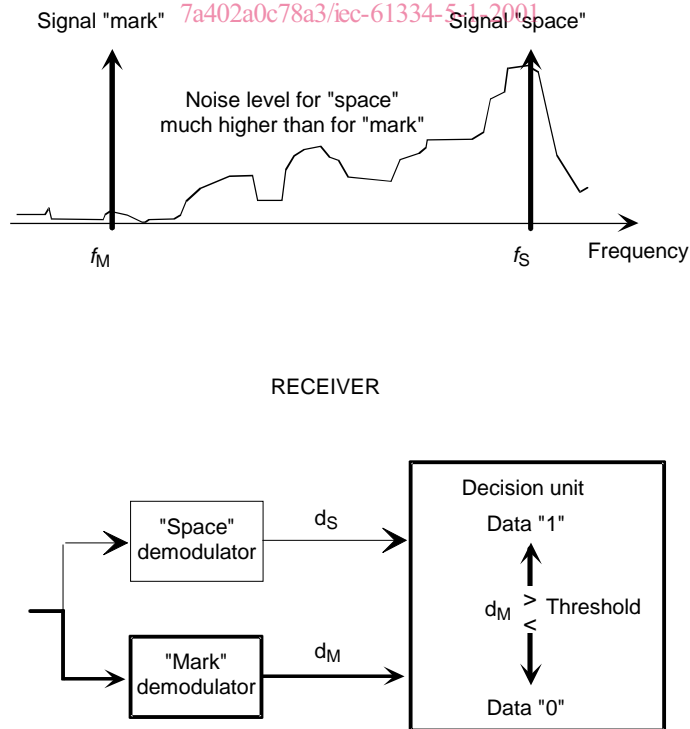 7a402a0c78a3/iec-61334-5-1-2001
Signal "mark"
Signal "space"
Noise level for "space"
much higher than for "mark"
fM
fS
Frequency
RECEIVER
"Space"
demodulator
dS
Decision unit
Data "1"
dM > Threshold
<
"Mark"
demodulator
dM
Data "0"